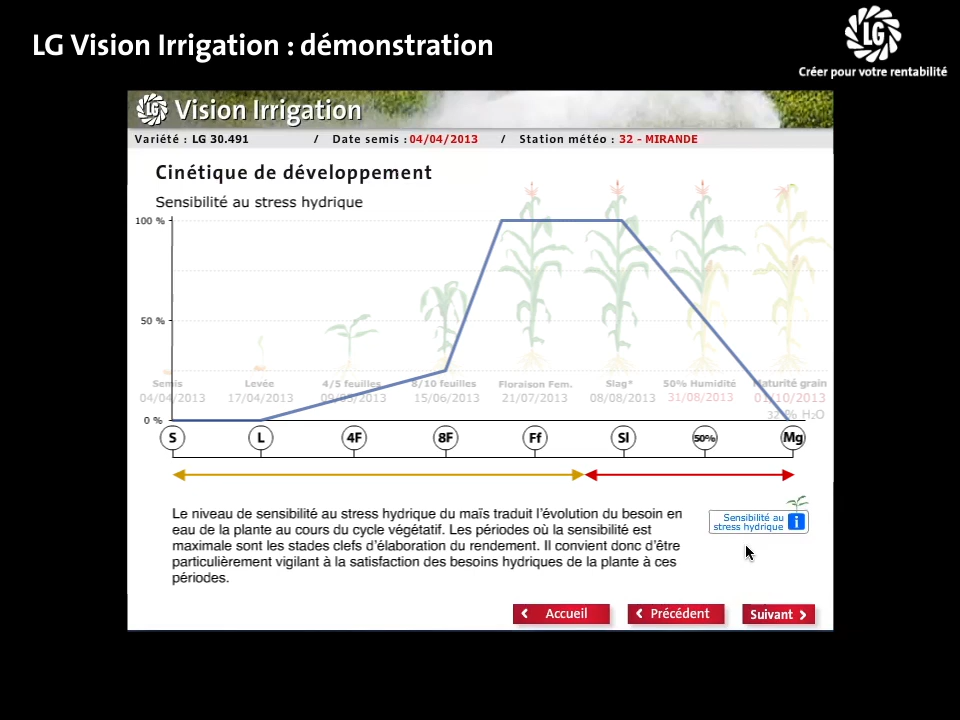 LG Vision Irrigation : démonstration
LG
Créer pour votre rentabilité
LG Vision Irrigation
Variété : LG 30.491 / Date semis : 04/04/2013 / Station météo : 32 - MIRANDE
Cinétique de développement
Sensibilité au stress hydrique
100 %
50 %
Semis Levée 4/5 feuilles 8/10 feuilles Floraison Fem. Slag* 50% Humidité Maturité grain
04/04/2013 17/04/2013 09/05/2013 15/06/2013 21/07/2013 08/08/2013 31/08/2013 01/10/2013
32 % H2O
0 %
S L 4F 8F Ff Sl 50% Mg
Le niveau de sensibilité au stress hydrique du maïs traduit l'évolution du besoin en
eau de la plante au cours du cycle végétatif. Les périodes où la sensibilité est
maximale sont les stades clefs d'élaboration du rendement. Il convient donc d'être
particulièrement vigilant à la satisfaction des besoins hydriques de la plante à ces
périodes.
Sensibilité au
stress hydrique i
Accueil Précédent Suivant